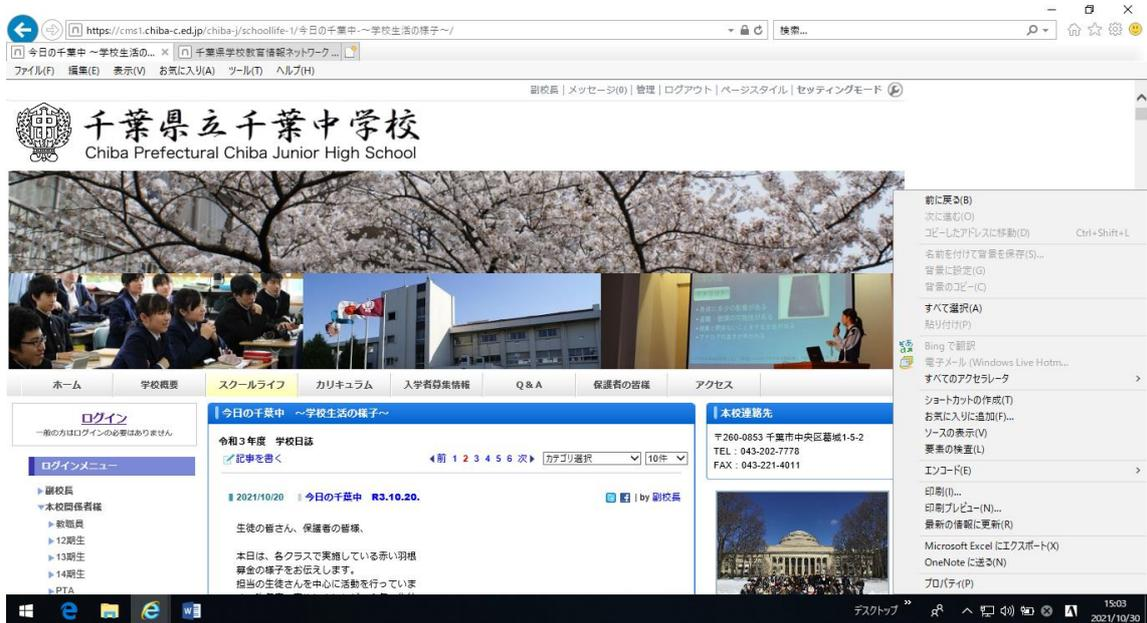 https://cms1.chiba-c.ed.jp/chiba-j/schoollife-1/今日の千葉中-～学校生活の様子～/
検索...
今日の千葉中 ～学校生活の...
千葉県学校教育情報ネットワーク ...
ファイル(F) 編集(E) 表示(V) お気に入り(A) ツール(T) ヘルプ(H)
副校長 | メッセージ(0) | 管理 | ログアウト | ページスタイル | セッティングモード
千葉県立千葉中学校
Chiba Prefectural Chiba Junior High School
ホーム 学校概要 スクールライフ カリキュラム 入学者募集情報 Q & A 保護者の皆様 アクセス
ログイン
一般の方はログインの必要はありません
ログインメニュー
副校長
本校関係者様
教職員
12期生
13期生
14期生
PTA
今日の千葉中 ～学校生活の様子～
令和３年度 学校日誌
記事を書く
前 1 2 3 4 5 6 次 カテゴリ選択 10件
2021/10/20 今日の千葉中 R3.10.20. | by 副校長
生徒の皆さん、保護者の皆様、
本日は、各クラスで実施している赤い羽根
募金の様子をお伝えします。
担当の生徒さんを中心に活動を行っていま
本校連絡先
〒260-0853 千葉市中央区葛城1-5-2
TEL : 043-202-7778
FAX : 043-221-4011
前に戻る(B)
次に進む(O)
コピーしたアドレスに移動(D) Ctrl+Shift+L
名前を付けて背景を保存(S)...
背景に設定(G)
背景のコピー(C)
すべて選択(A)
貼り付け(P)
Bing で翻訳
電子メール (Windows Live Hotm...
すべてのアクセラレータ
ショートカットの作成(T)
お気に入りに追加(F)...
ソースの表示(V)
要素の検査(L)
エンコード(E)
印刷(I)...
印刷プレビュー(N)...
最新の情報に更新(R)
Microsoft Excel にエクスポート(X)
OneNote に送る(N)
プロパティ(P)
デスクトップ
15:03
2021/10/30